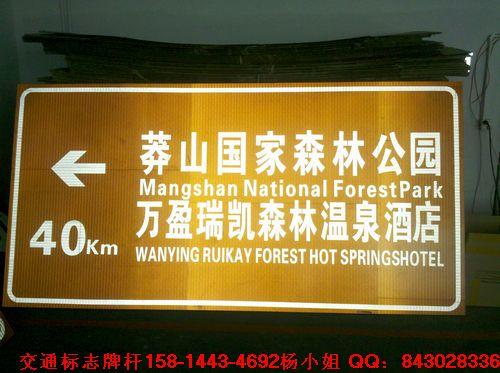 莽山国家森林公园
Mangshan National ForestPark
万盈瑞凯森林温泉酒店
WANYING RUIKAY FOREST HOT SPRINGSHOTEL
40Km
交通标志牌杆158-1443-4692杨小姐 QQ：843028336